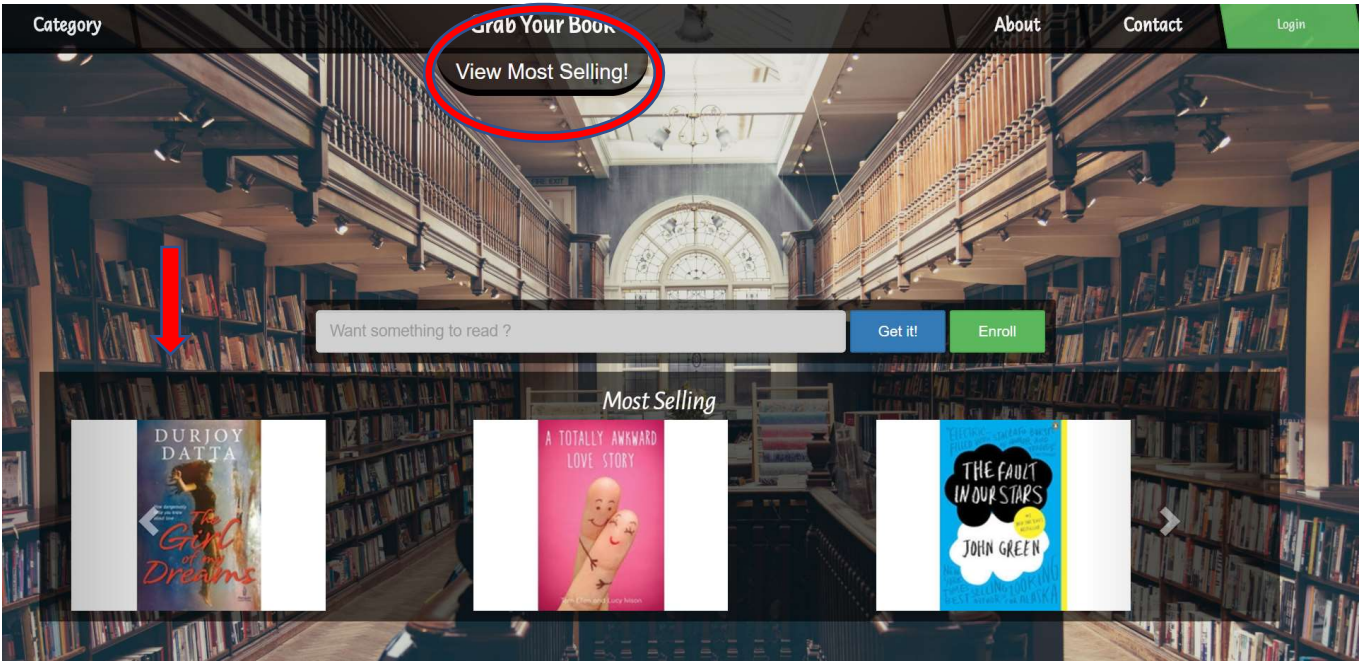 Category
Grab Your Book
About
Contact
Login
View Most Selling!
Want something to read ?
Get it!
Enroll
Most Selling
DURJOY
DATTA
The
Girl
of my
Dreams
A TOTALLY AWKWARD
LOVE STORY
THE FAULT
IN OUR STARS
JOHN GREEN